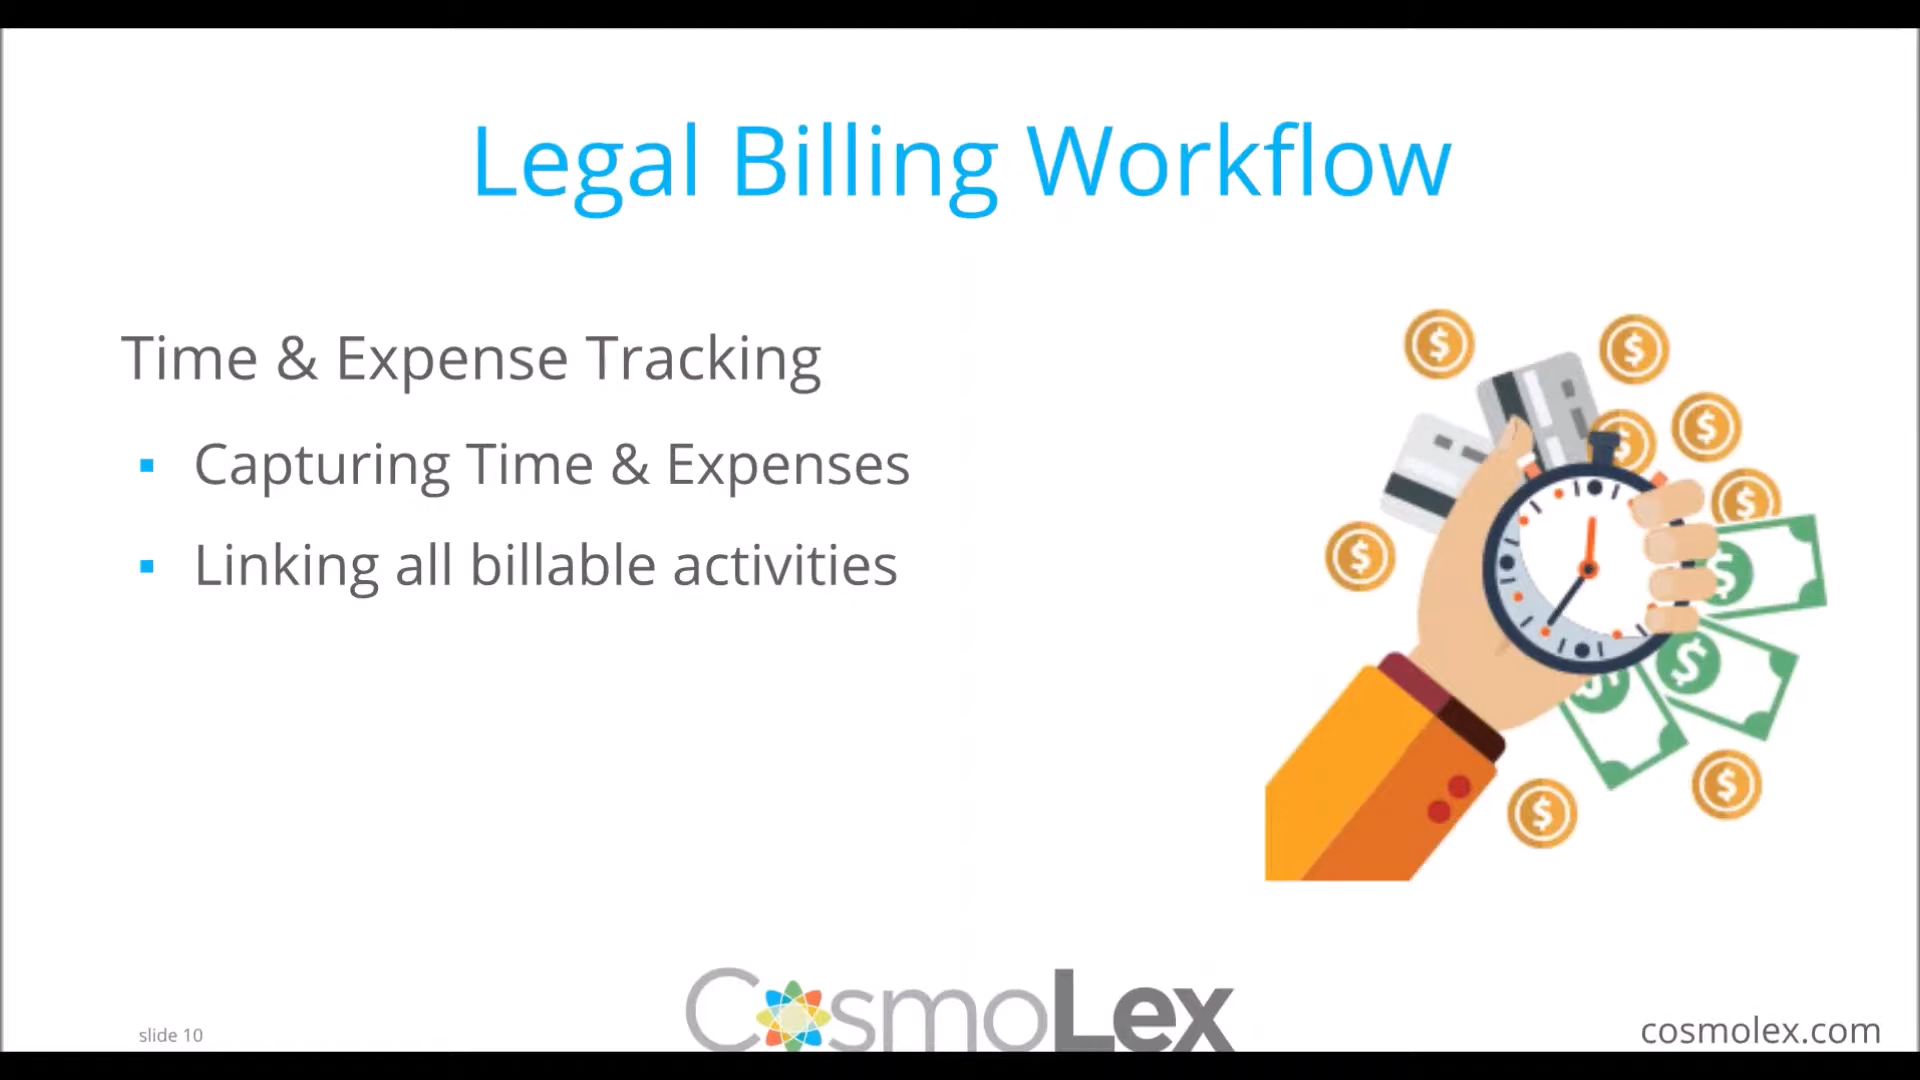 Legal Billing Workflow
Time & Expense Tracking
▪ Capturing Time & Expenses
▪ Linking all billable activities
slide 10
CosmoLex
cosmolex.com